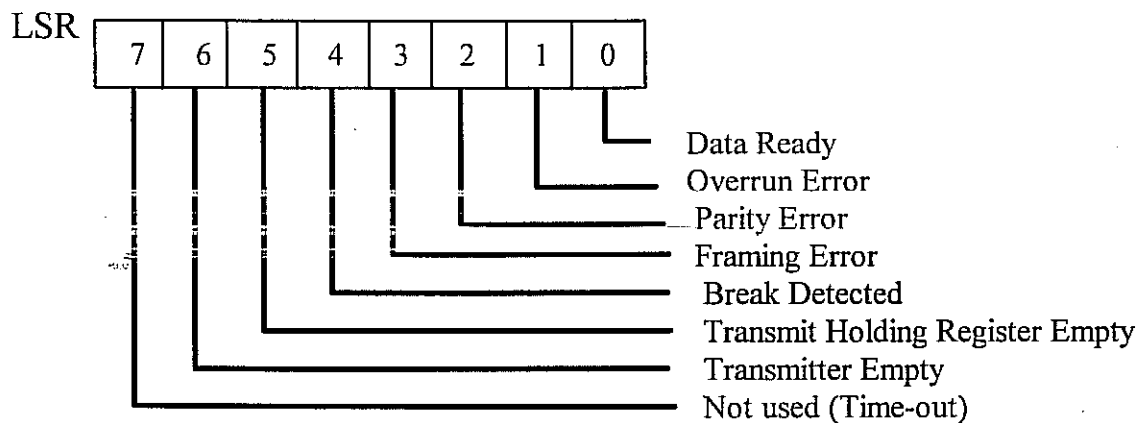 LSR
7 6 5 4 3 2 1 0
Data Ready
Overrun Error
Parity Error
Framing Error
Break Detected
Transmit Holding Register Empty
Transmitter Empty
Not used (Time-out)